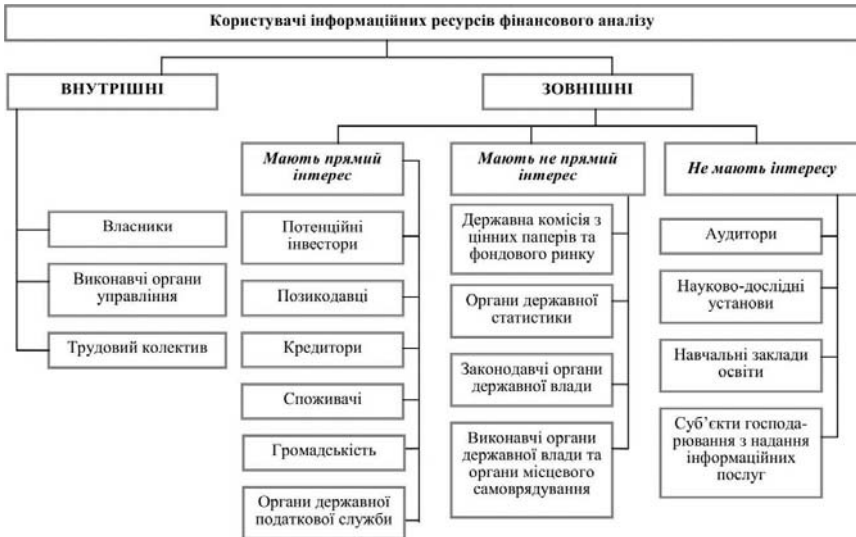 Користувачі інформаційних ресурсів фінансового аналізу
ВНУТРІШНІ
ЗОВНІШНІ
Власники
Виконавчі органи
управління
Трудовий колектив
Мають прямий
інтерес
Потенційні
інвестори
Позикодавці
Кредитори
Споживачі
Громадськість
Органи державної
податкової служби
Мають не прямий
інтерес
Державна комісія з
цінних паперів та
фондового ринку
Органи державної
статистики
Законодавчі органи
державної влади
Виконавчі органи
державної влади та
органи місцевого
самоврядування
Не мають інтересу
Аудитори
Науково-дослідні
установи
Навчальні заклади
освіти
Суб’єкти господа-
рювання з надання
інформаційних
послуг